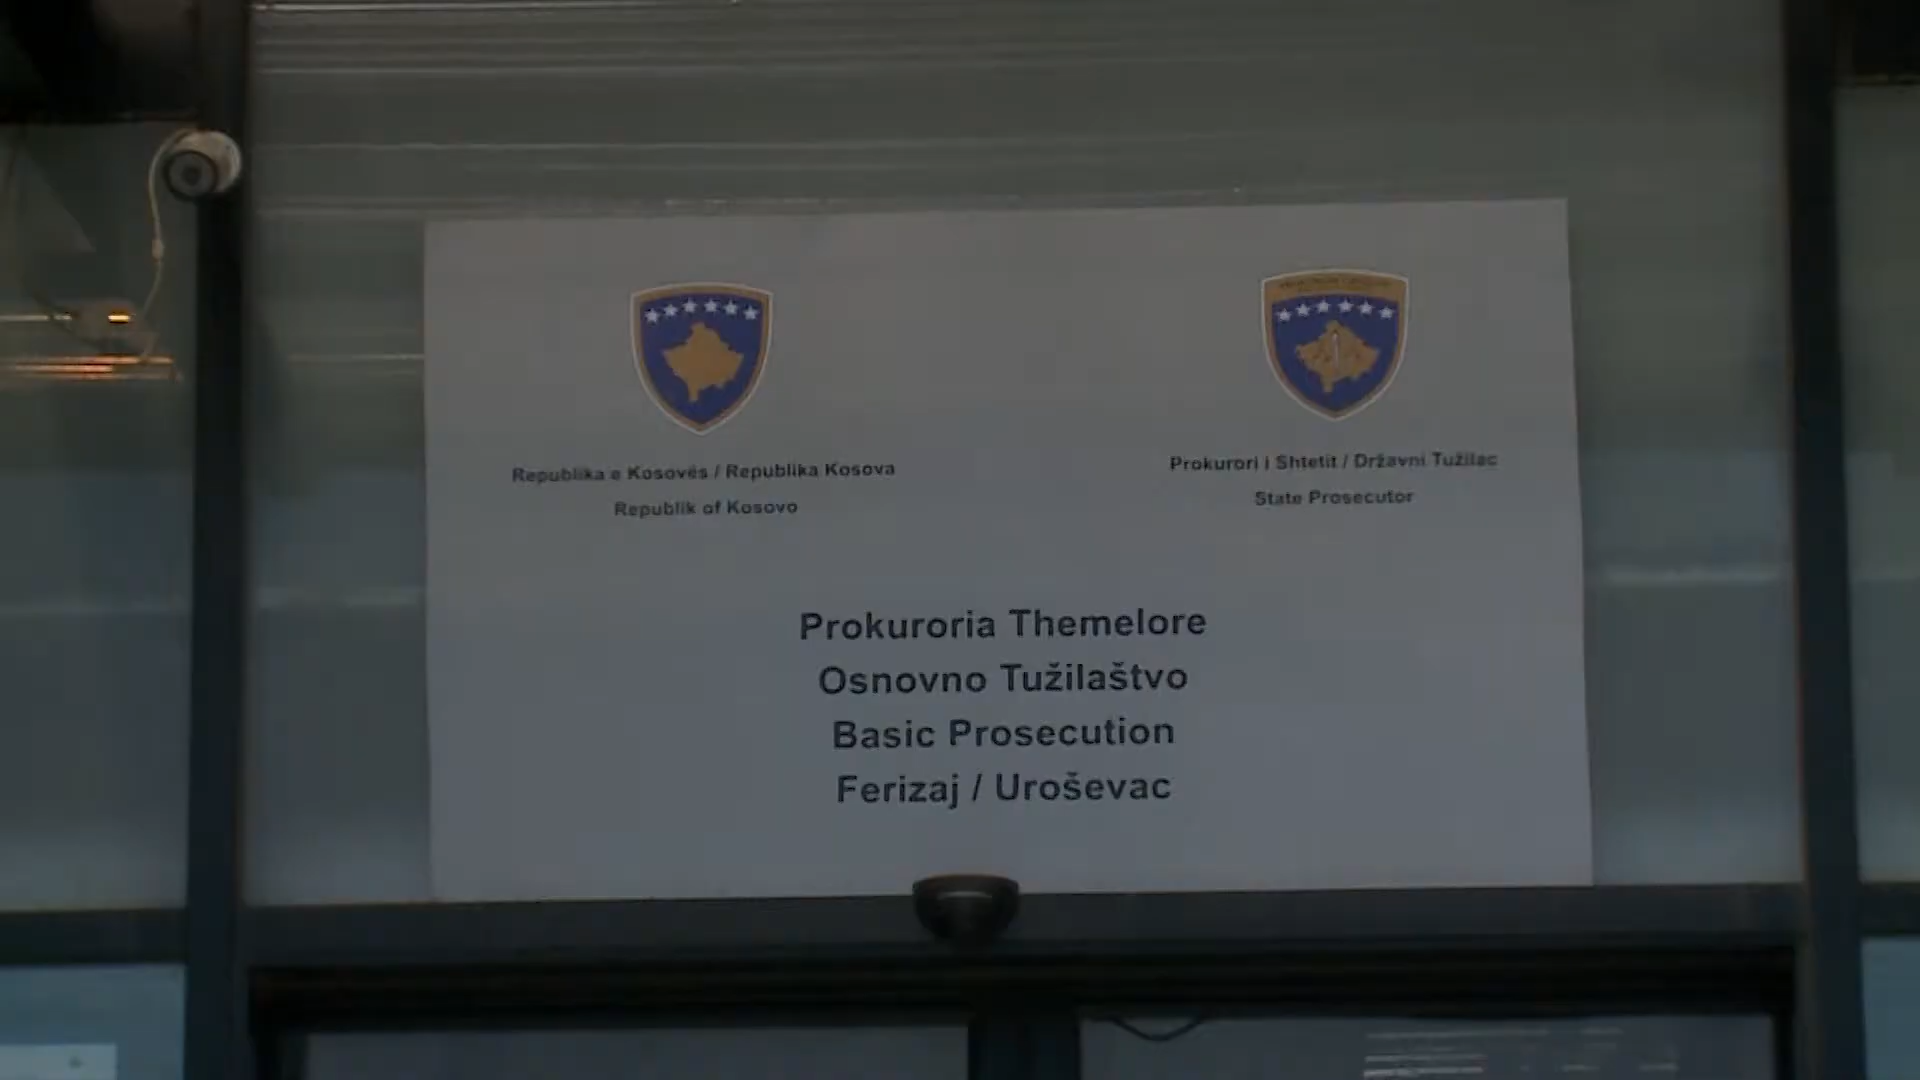 Republika e Kosovës / Republika Kosova
Republik of Kosovo
Prokurori i Shtetit / Državni Tužilac
State Prosecutor
Prokuroria Themelore
Osnovno Tužilaštvo
Basic Prosecution
Ferizaj / Uroševac